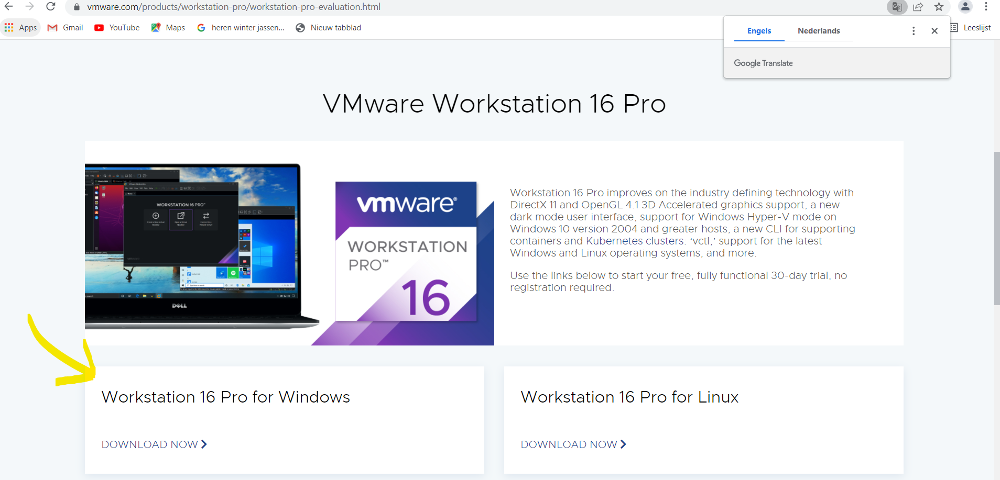 vmware.com/products/workstation-pro/workstation-pro-evaluation.html
Apps
Gmail
YouTube
Maps
heren winter jassen...
Nieuw tabblad
Leeslijst
Engels
Nederlands
Google Translate
VMware Workstation 16 Pro
WORKSTATION 16 PRO™
DELL
vmware®
WORKSTATION
PRO™
16
Workstation 16 Pro improves on the industry defining technology with
DirectX 11 and OpenGL 4.1 3D Accelerated graphics support, a new
dark mode user interface, support for Windows Hyper-V mode on
Windows 10 version 2004 and greater hosts, a new CLI for supporting
containers and Kubernetes clusters: ‘vctl,’ support for the latest
Windows and Linux operating systems, and more.
Use the links below to start your free, fully functional 30-day trial, no
registration required.
Workstation 16 Pro for Windows
DOWNLOAD NOW
Workstation 16 Pro for Linux
DOWNLOAD NOW